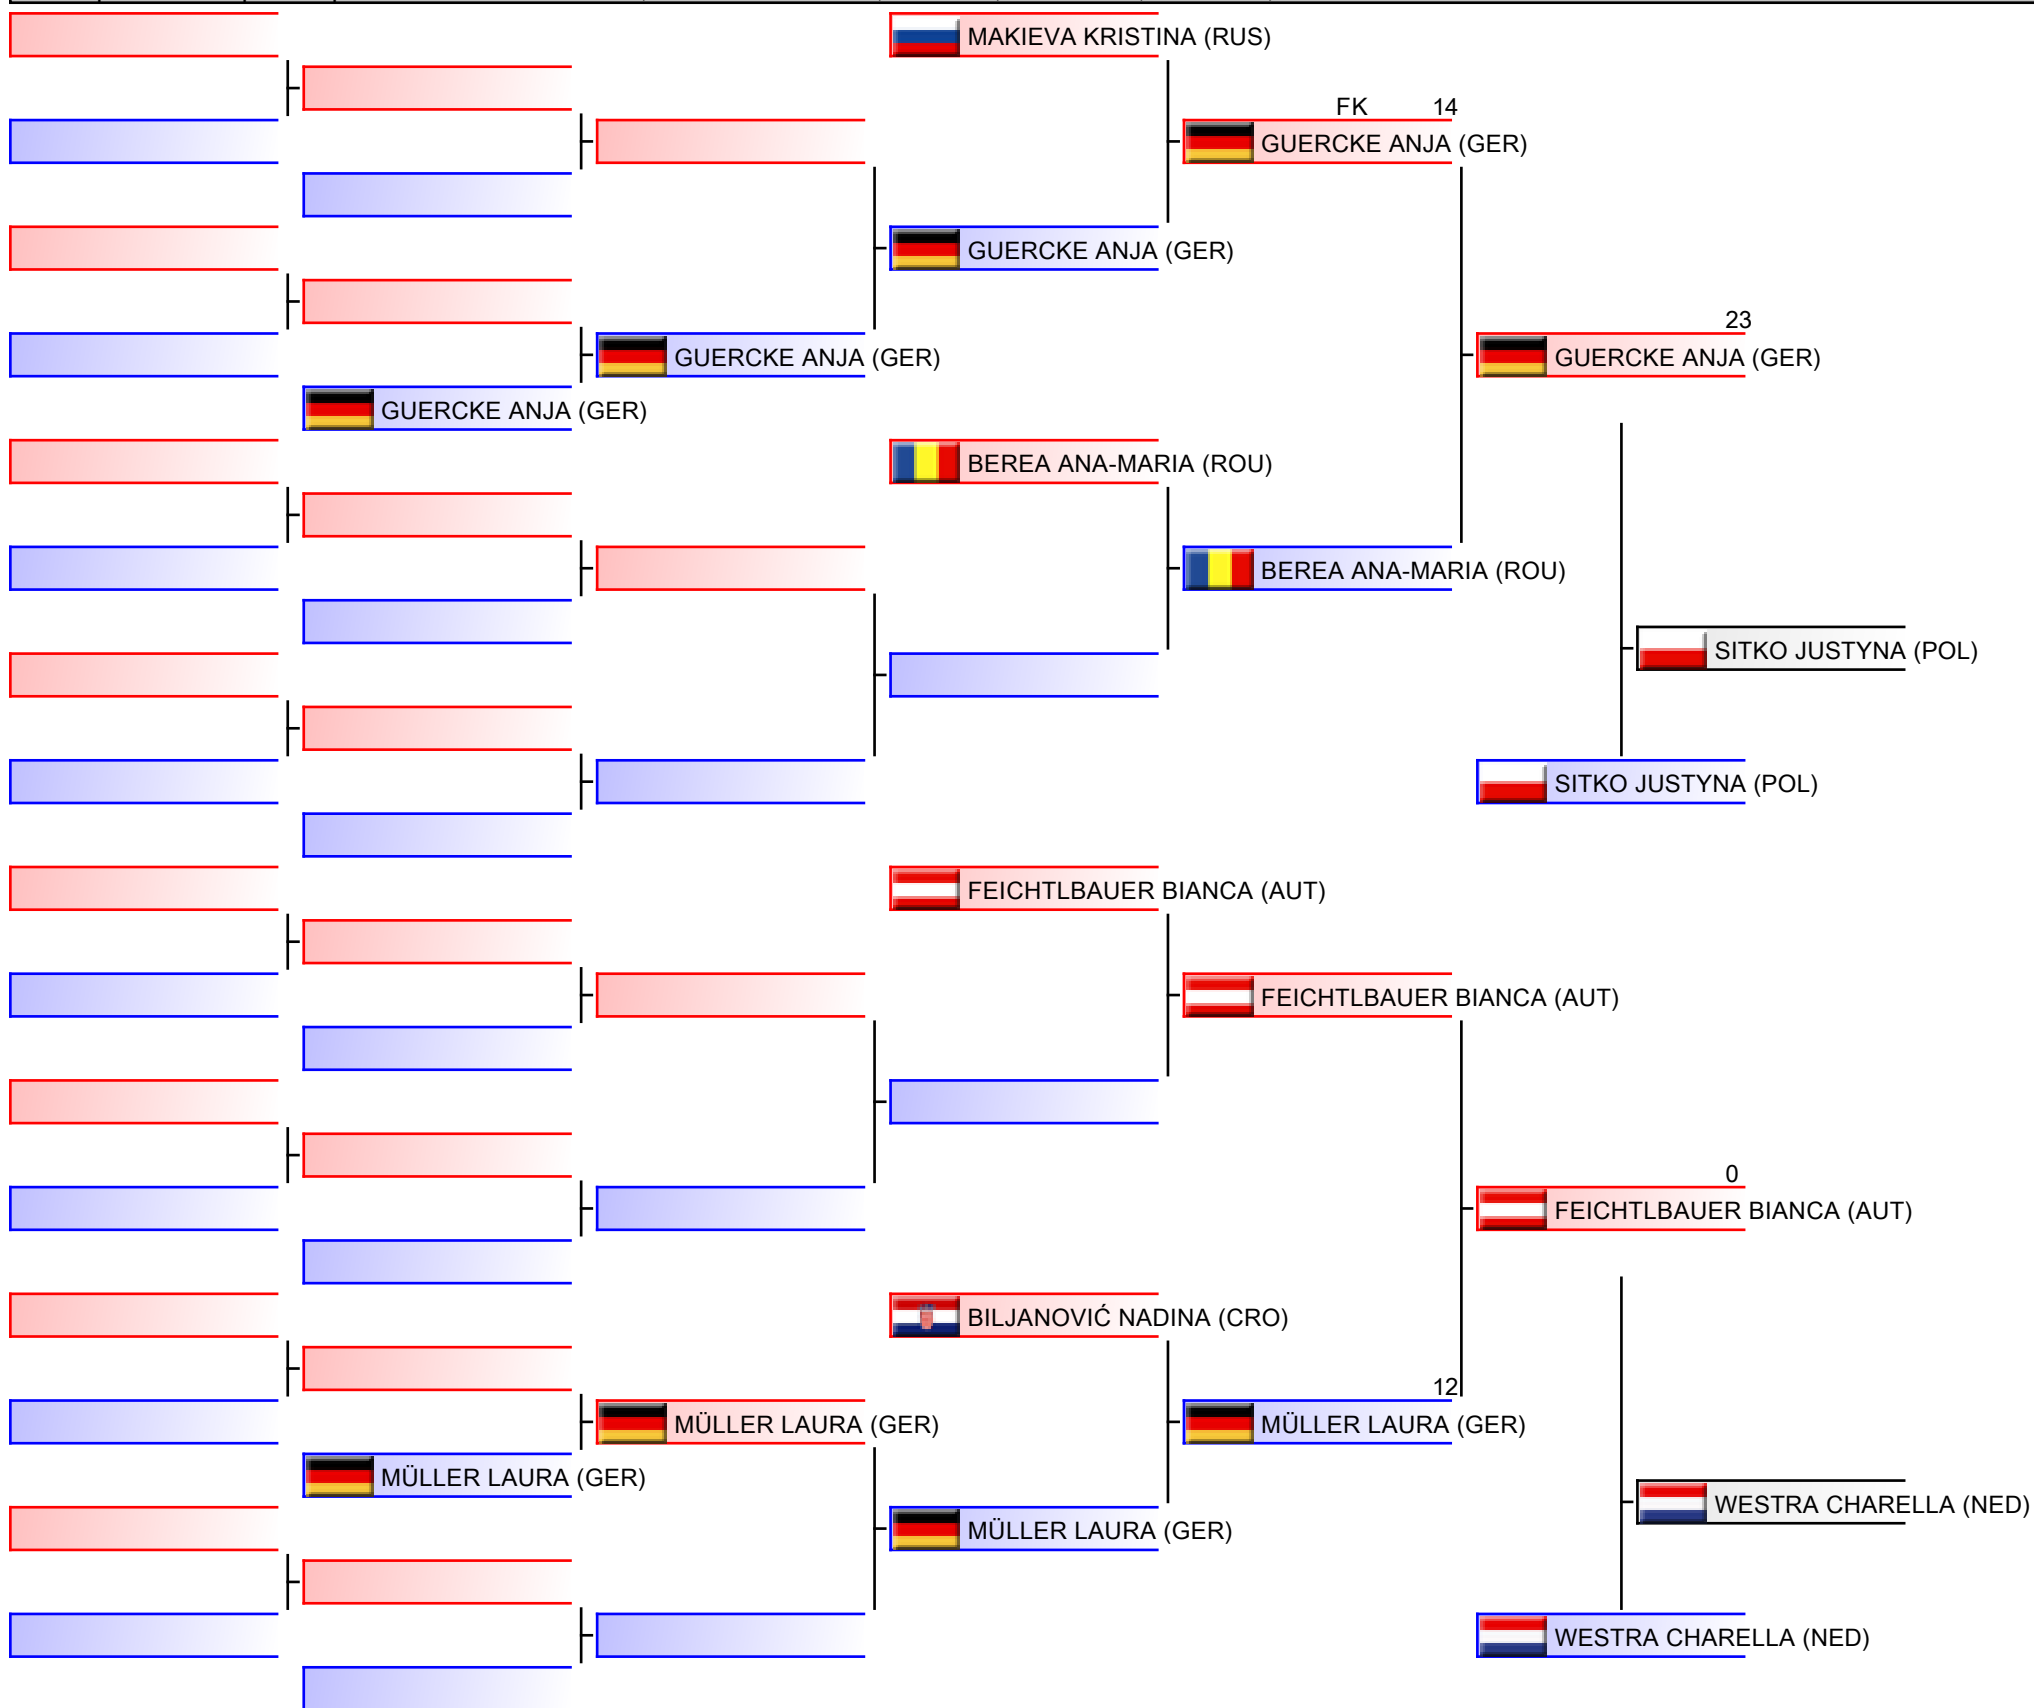 MAKIEVA KRISTINA (RUS)
FK 14
GUERCKE ANJA (GER)
GUERCKE ANJA (GER)
23
GUERCKE ANJA (GER)
GUERCKE ANJA (GER)
GUERCKE ANJA (GER)
BEREA ANA-MARIA (ROU)
BEREA ANA-MARIA (ROU)
SITKO JUSTYNA (POL)
SITKO JUSTYNA (POL)
FEICHTLBAUER BIANCA (AUT)
FEICHTLBAUER BIANCA (AUT)
0
FEICHTLBAUER BIANCA (AUT)
BILJANOVIĆ NADINA (CRO)
12
MÜLLER LAURA (GER)
MÜLLER LAURA (GER)
MÜLLER LAURA (GER)
WESTRA CHARELLA (NED)
MÜLLER LAURA (GER)
WESTRA CHARELLA (NED)